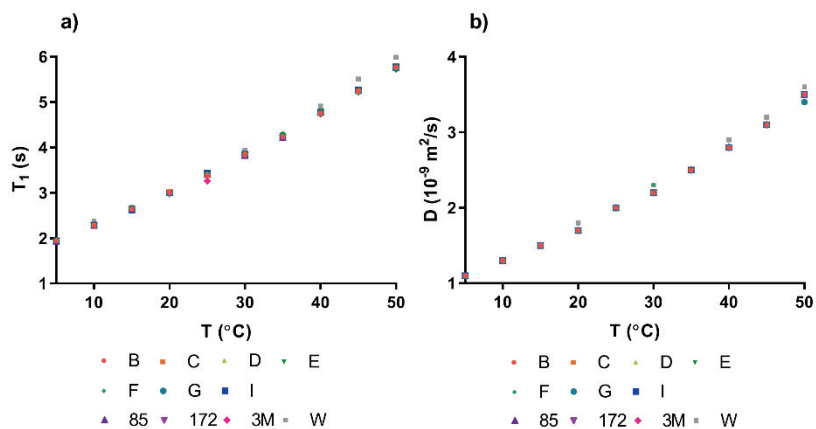 a)
6
5
4
3
2
1
T₁ (s)
10 20 30 40 50
T (°C)
B C D E
F G I
85 172 3M W
b)
4
3
2
1
D (10⁻⁹ m²/s)
10 20 30 40 50
T (°C)
B C D E
F G I
85 172 3M W